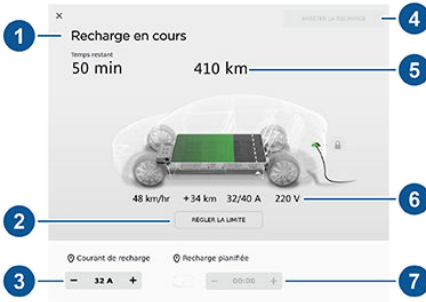 ×
ARRÊTER LA RECHARGE
4
1
Recharge en cours
Temps restant
50 min
410 km
5
48 km/hr +34 km 32/40 A 220 V
6
2
RÉGLER LA LIMITE
Courant de recharge
Recharge planifiée
3
− 32 A +
− 00:00 +
7